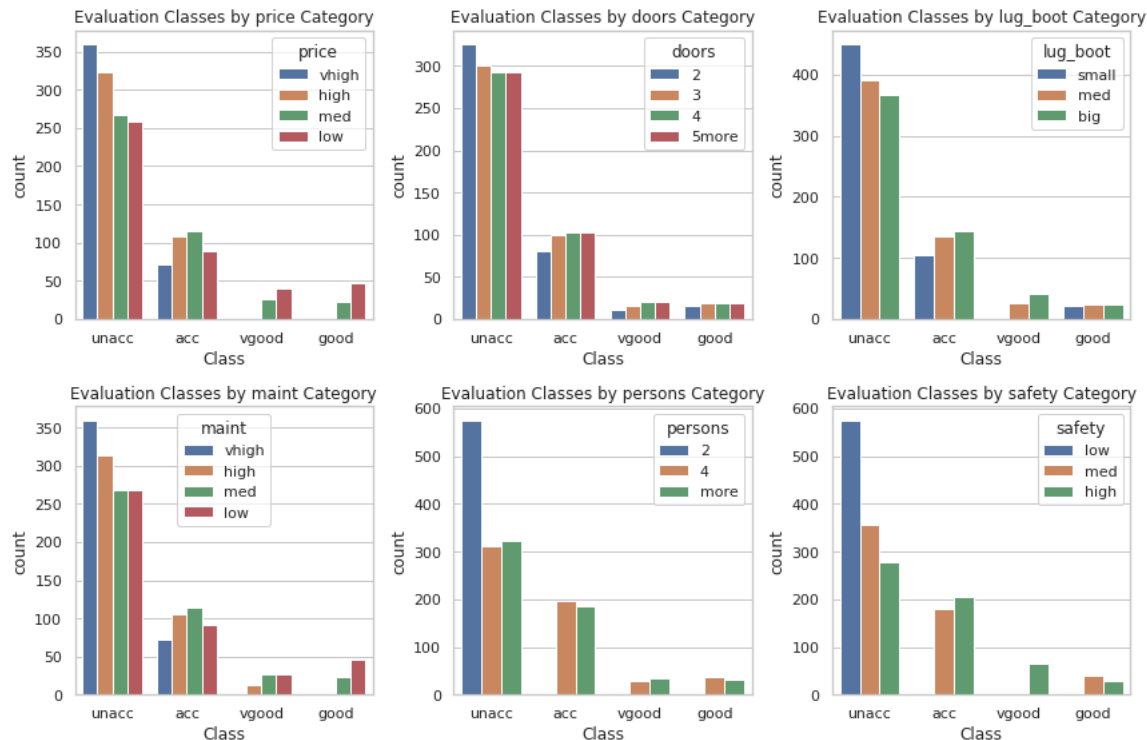 Evaluation Classes by price Category
price
vhigh
high
med
low
350
300
250
200
150
100
50
0
count
unacc acc vgood good
Class
Evaluation Classes by doors Category
doors
2
3
4
5more
300
250
200
150
100
50
0
count
unacc acc vgood good
Class
Evaluation Classes by lug_boot Category
lug_boot
small
med
big
400
300
200
100
0
count
unacc acc vgood good
Class
Evaluation Classes by maint Category
maint
vhigh
high
med
low
350
300
250
200
150
100
50
0
count
unacc acc vgood good
Class
Evaluation Classes by persons Category
persons
2
4
more
600
500
400
300
200
100
0
count
unacc acc vgood good
Class
Evaluation Classes by safety Category
safety
low
med
high
600
500
400
300
200
100
0
count
unacc acc vgood good
Class